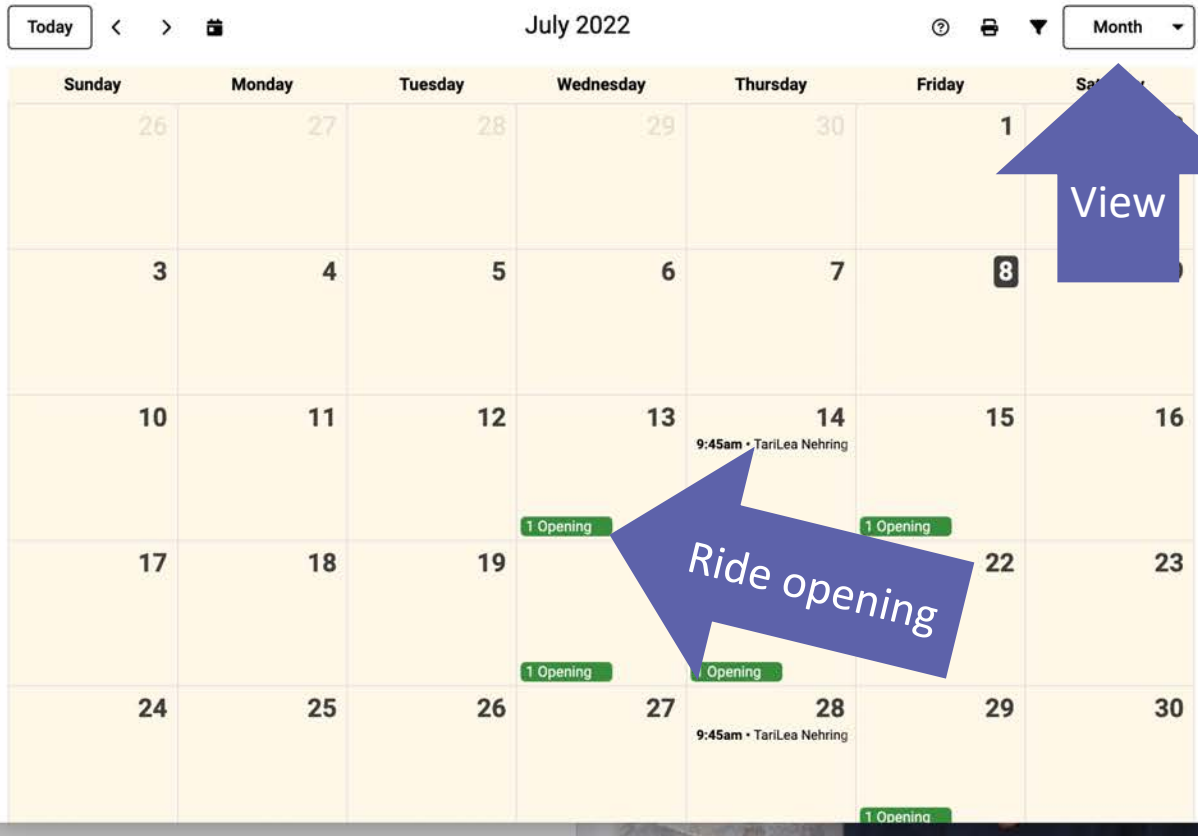 Today July 2022 Month
Sunday Monday Tuesday Wednesday Thursday Friday
26 27 28 29 30 1
View
3 4 5 6 7 8
10 11 12 13 14 15 16
9:45am • TariLea Nehring
1 Opening 1 Opening
Ride opening
17 18 19 22 23
1 Opening Opening
24 25 26 27 28 29 30
9:45am • TariLea Nehring
1 Opening